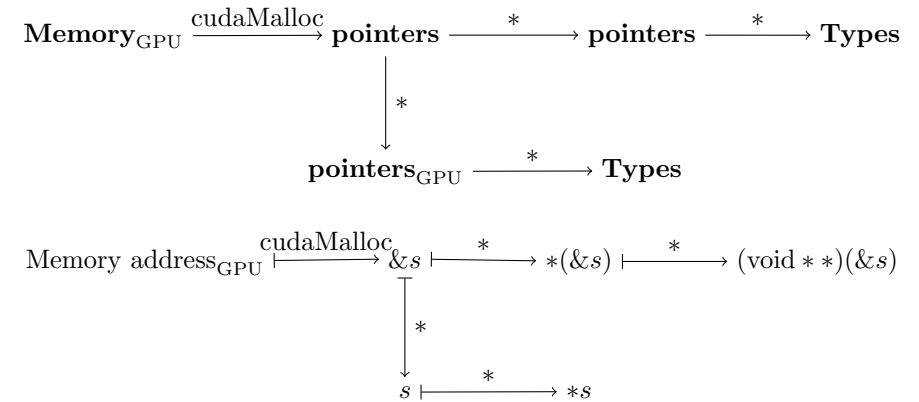 Memory_GPU cudaMalloc pointers * pointers * Types
*
pointers_GPU * Types
Memory address_GPU cudaMalloc &s * *(&s) * (void * *)(&s)
*
s * *s